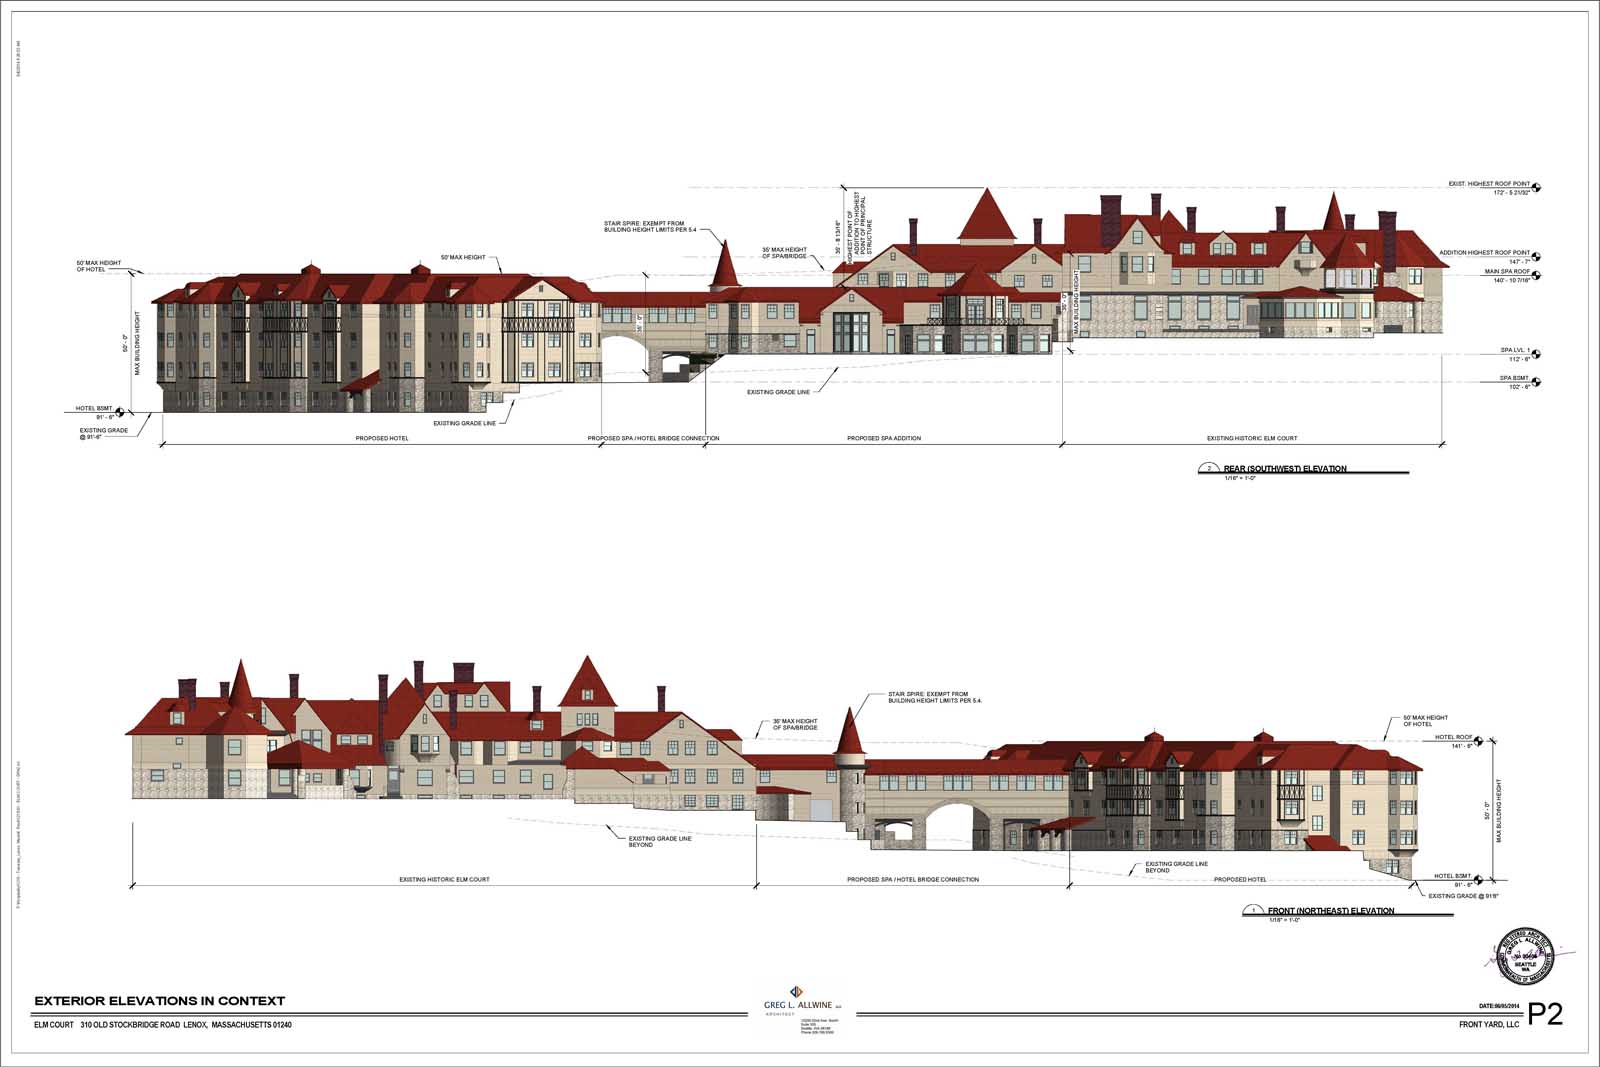 EXIST. HIGHEST ROOF POINT
172' - 5 21/32"
STAIR SPIRE: EXEMPT FROM
BUILDING HEIGHT LIMITS PER 5.4
35' - 8 13/16"
HIGHEST POINT OF
ADDITION TO HIGHEST
POINT OF PRINCIPAL
STRUCTURE
35' MAX HEIGHT
OF SPA/BRIDGE
ADDITION HIGHEST ROOF POINT
147' - 7"
50' MAX HEIGHT
OF HOTEL
50' MAX HEIGHT
MAIN SPA ROOF
140' - 10 7/16"
50' - 0"
MAX BUILDING HEIGHT
35' - 0"
35' - 0"
MAX BUILDING HEIGHT
SPA LVL. 1
112' - 6"
SPA BSMT.
102' - 6"
EXISTING GRADE LINE
HOTEL BSMT.
91' - 6"
EXISTING GRADE
@ 91'-6"
EXISTING GRADE LINE
PROPOSED HOTEL
PROPOSED SPA / HOTEL BRIDGE CONNECTION
PROPOSED SPA ADDITION
EXISTING HISTORIC ELM COURT
2
REAR (SOUTHWEST) ELEVATION
1/16" = 1'-0"
STAIR SPIRE: EXEMPT FROM
BUILDING HEIGHT LIMITS PER 5.4.
35' MAX HEIGHT
OF SPA/BRIDGE
50' MAX HEIGHT
OF HOTEL
HOTEL ROOF
141' - 6"
50' - 0"
MAX BUILDING HEIGHT
EXISTING GRADE LINE
BEYOND
EXISTING GRADE LINE
BEYOND
HOTEL BSMT.
91' - 6"
EXISTING GRADE @ 91'6"
EXISTING HISTORIC ELM COURT
PROPOSED SPA / HOTEL BRIDGE CONNECTION
PROPOSED HOTEL
1
FRONT (NORTHEAST) ELEVATION
1/16" = 1'-0"
REGISTERED ARCHITECT
GREG L. ALLWINE
SEATTLE
WA
COMMONWEALTH OF MASSACHUSETTS
EXTERIOR ELEVATIONS IN CONTEXT
ELM COURT 310 OLD STOCKBRIDGE ROAD LENOX, MASSACHUSETTS 01240
GREG L. ALLWINE LLC
ARCHITECT
DATE:06/05/2014
FRONT YARD, LLC
P2